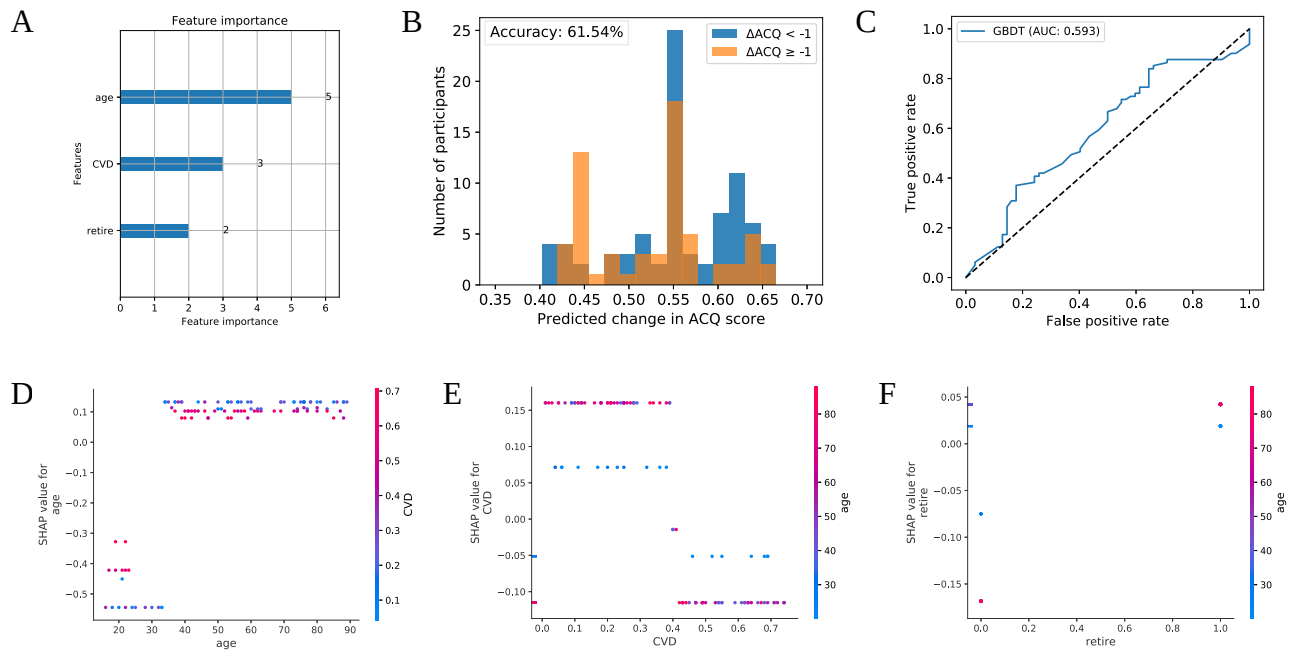 A
Feature importance
Features
age
CVD
retire
5
3
2
0 1 2 3 4 5 6
Feature importance
B
Accuracy: 61.54%
ΔACQ < -1
ΔACQ ≥ -1
Number of participants
25
20
15
10
5
0
0.35 0.40 0.45 0.50 0.55 0.60 0.65 0.70
Predicted change in ACQ score
C
GBDT (AUC: 0.593)
True positive rate
1.0
0.8
0.6
0.4
0.2
0.0
0.0 0.2 0.4 0.6 0.8 1.0
False positive rate
D
SHAP value for
age
0.1
0.0
−0.1
−0.2
−0.3
−0.4
−0.5
20 30 40 50 60 70 80 90
age
0.7
0.6
0.5
0.4
0.3
0.2
0.1
CVD
E
SHAP value for
CVD
0.15
0.10
0.05
0.00
−0.05
−0.10
0.0 0.1 0.2 0.3 0.4 0.5 0.6 0.7
CVD
80
70
60
50
40
30
age
F
SHAP value for
retire
0.05
0.00
−0.05
−0.10
−0.15
0.0 0.2 0.4 0.6 0.8 1.0
retire
80
70
60
50
40
30
age